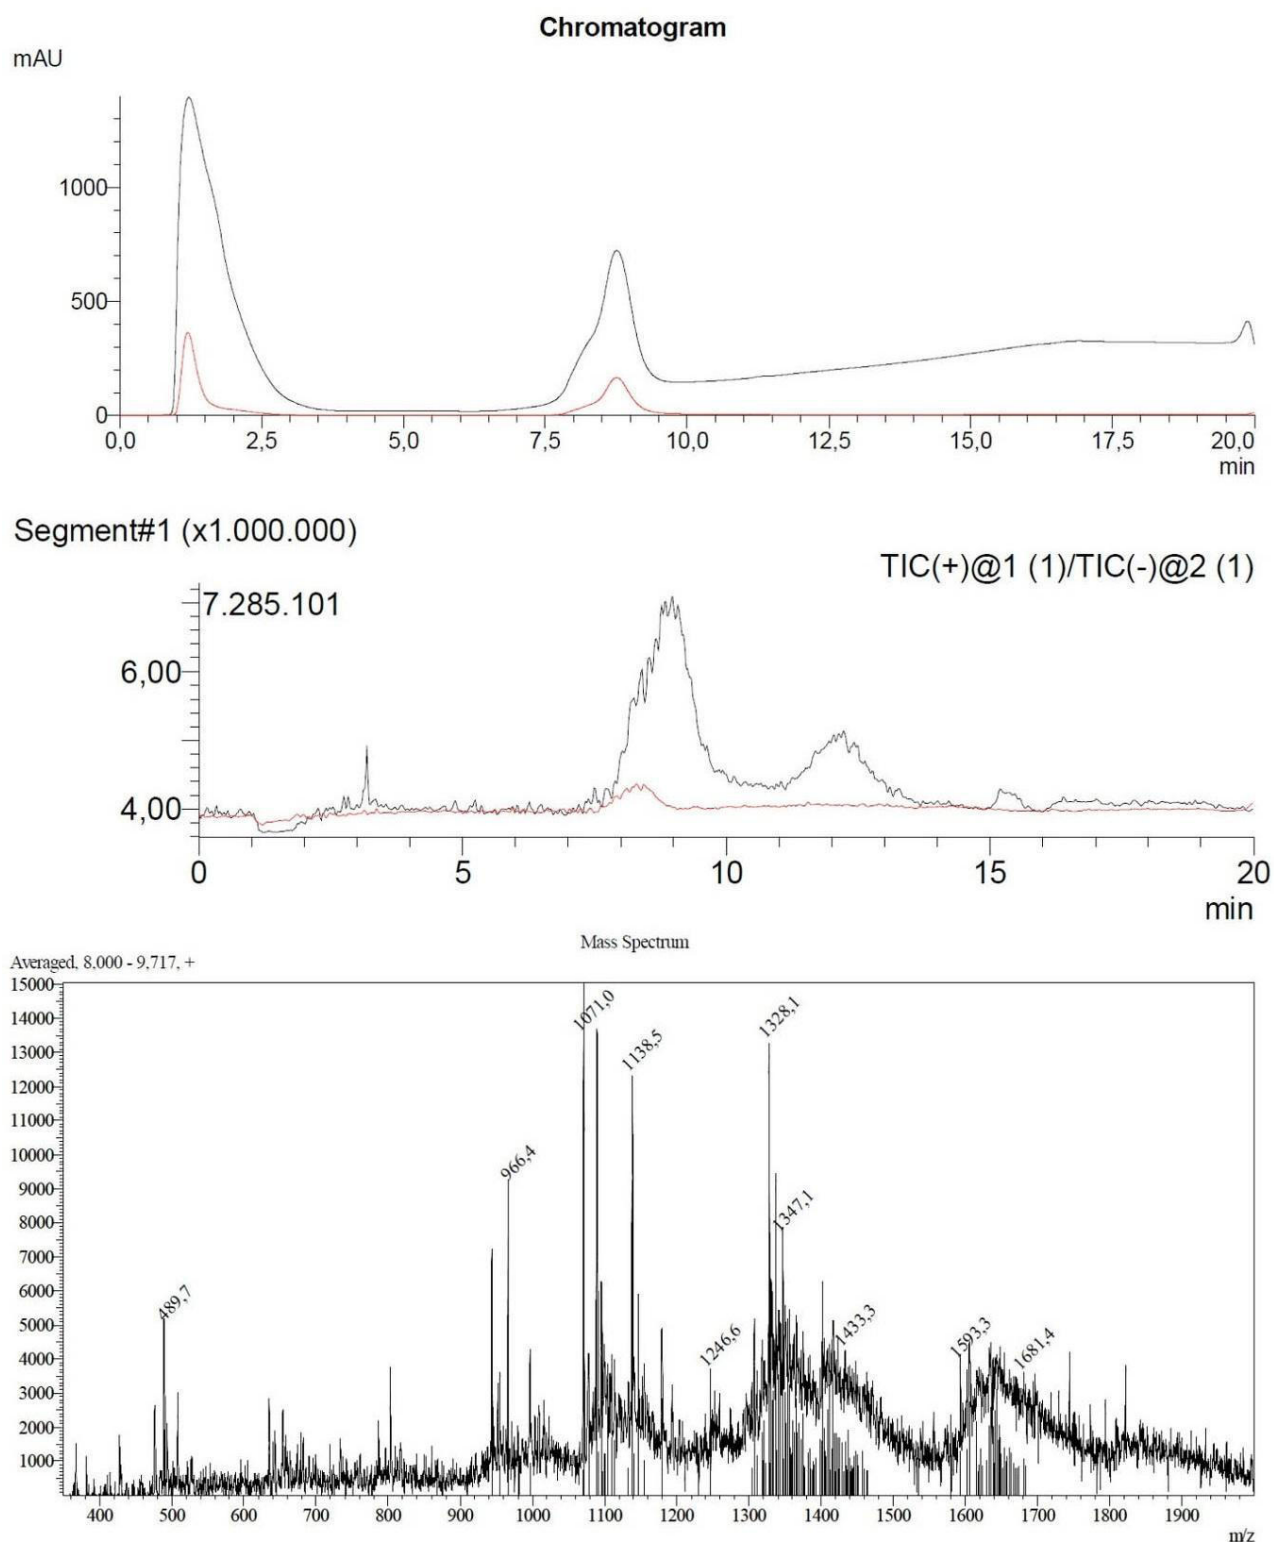 Chromatogram
mAU
1000
500
0
0,0 2,5 5,0 7,5 10,0 12,5 15,0 17,5 20,0
min
Segment#1 (x1.000.000)
TIC(+)@1 (1)/TIC(-)@2 (1)
7.285.101
6,00
4,00
0 5 10 15 20
min
Mass Spectrum
Averaged, 8,000 - 9,717, +
15000
14000
13000
12000
11000
10000
9000
8000
7000
6000
5000
4000
3000
2000
1000
489,7
966,4
1071,0
1138,5
1246,6
1328,1
1347,1
1433,3
1593,3
1681,4
400 500 600 700 800 900 1000 1100 1200 1300 1400 1500 1600 1700 1800 1900
m/z